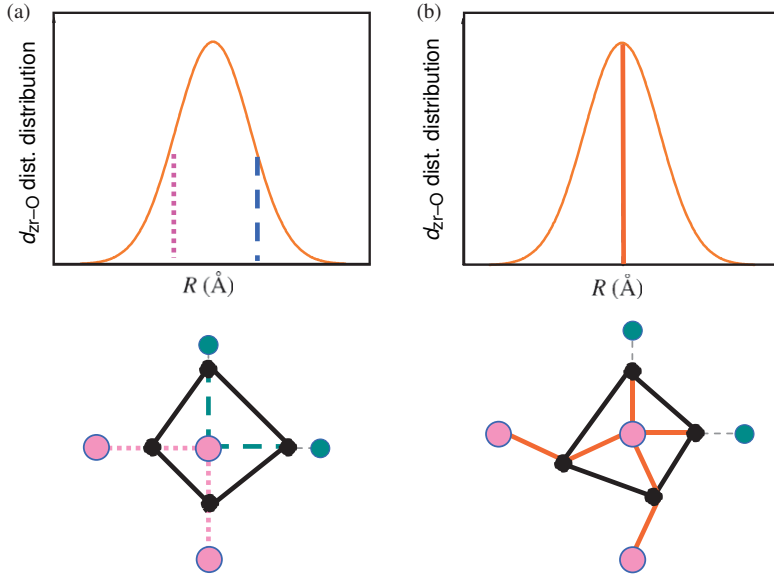 (a)
d_zr–O dist. distribution
R (Å)
(b)
d_zr–O dist. distribution
R (Å)